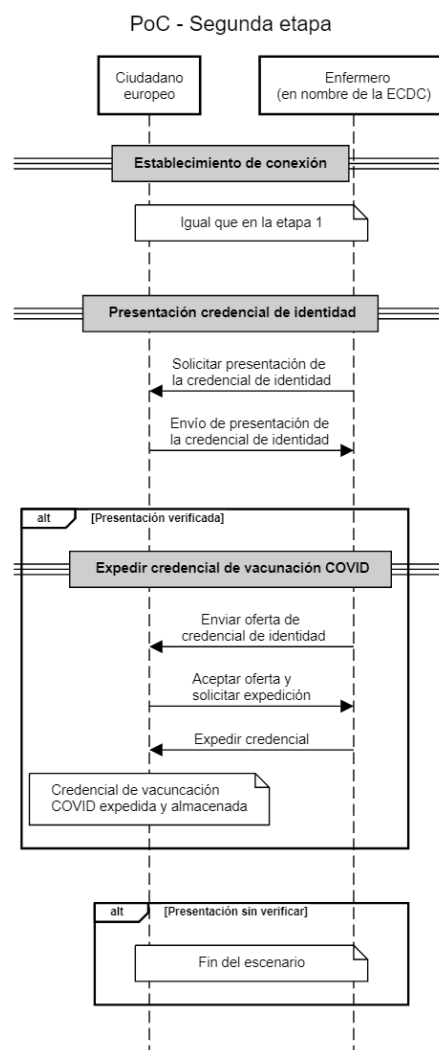 PoC - Segunda etapa
Ciudadano
europeo
Enfermero
(en nombre de la ECDC)
Establecimiento de conexión
Igual que en la etapa 1
Presentación credencial de identidad
Solicitar presentación de
la credencial de identidad
Envío de presentación de
la credencial de identidad
alt
[Presentación verificada]
Expedir credencial de vacunación COVID
Enviar oferta de
credencial de identidad
Aceptar oferta y
solicitar expedición
Expedir credencial
Credencial de vacuncación
COVID expedida y almacenada
alt
[Presentación sin verificar]
Fin del escenario